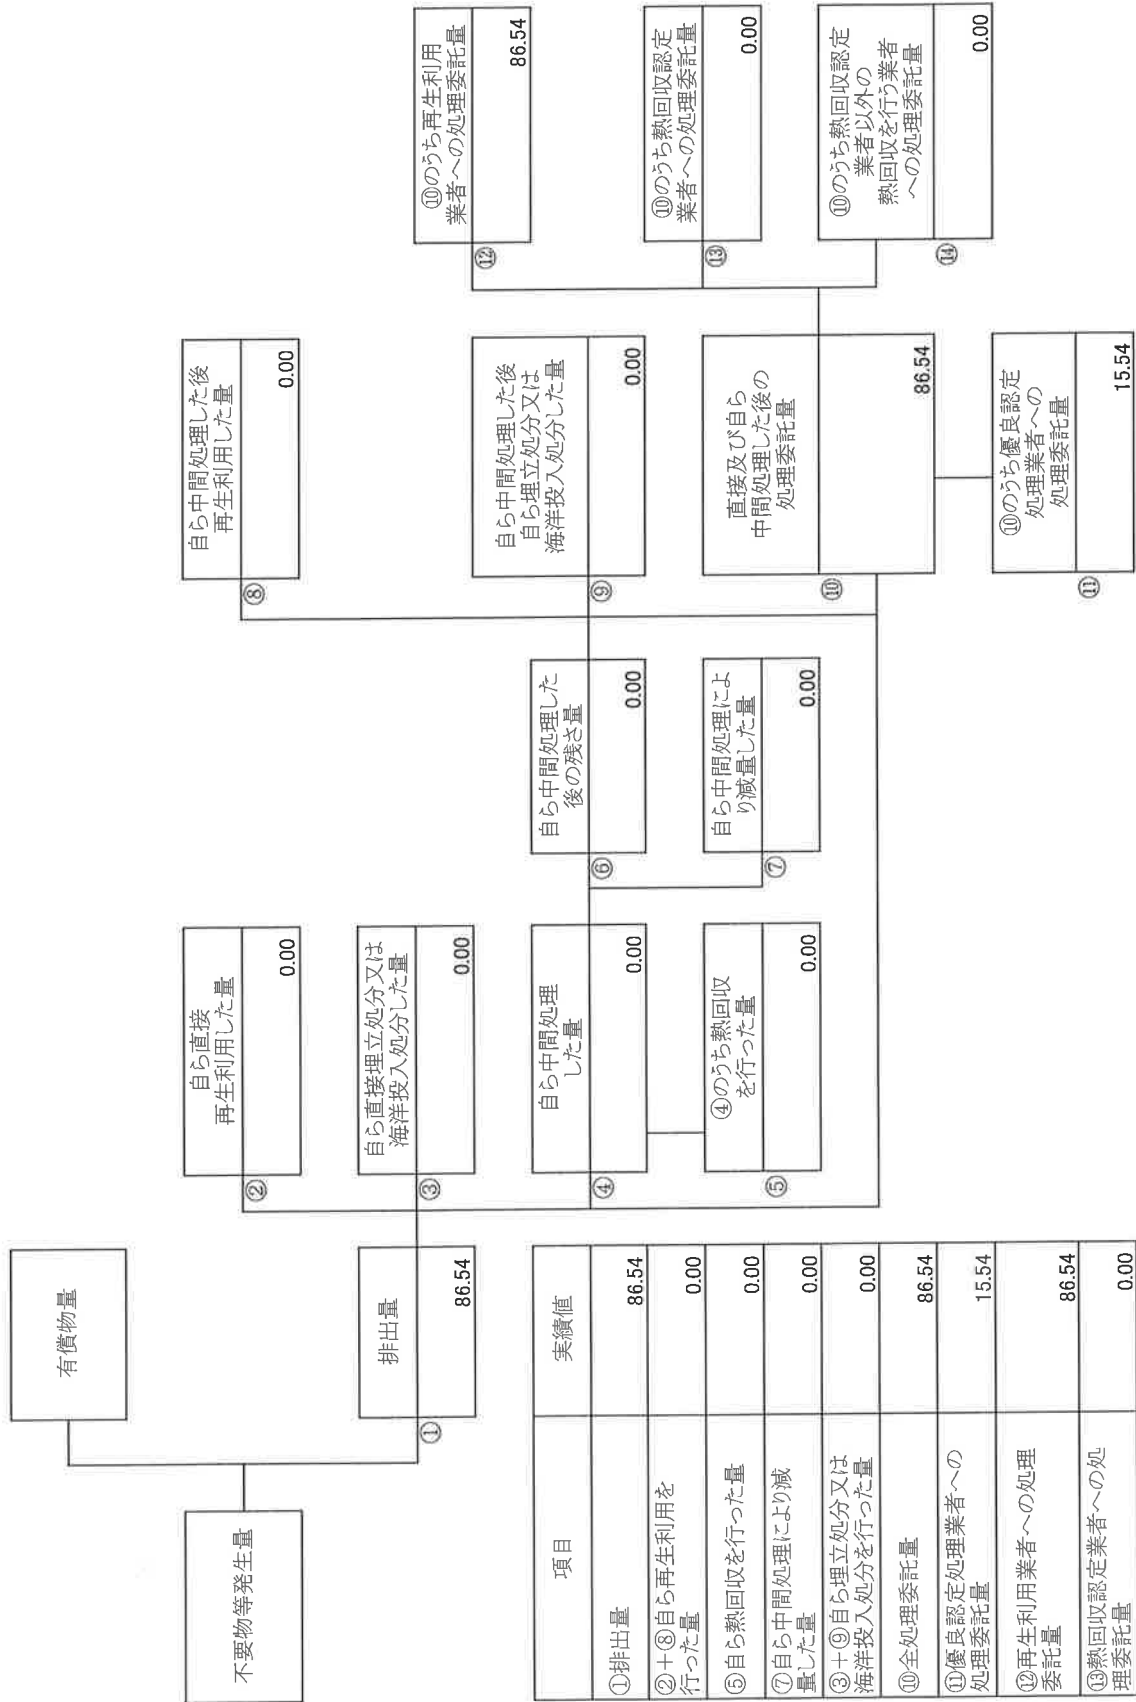 不要物等発生量
有償物量
排出量
①
86.54
自ら直接
再生利用した量
②
0.00
自ら直接埋立処分又は
海洋投入処分した量
③
0.00
自ら中間処理
した量
④
0.00
④のうち熱回収
を行った量
⑤
0.00
自ら中間処理した
後の残さ量
⑥
0.00
自ら中間処理によ
り減量した量
⑦
0.00
自ら中間処理した後
再生利用した量
⑧
0.00
自ら中間処理した後
自ら埋立処分又は
海洋投入処分した量
⑨
0.00
直接及び自ら
中間処理した後の
処理委託量
⑩
86.54
⑩のうち優良認定
処理業者への
処理委託量
⑪
15.54
⑩のうち再生利用
業者への処理委託量
⑫
86.54
⑩のうち熱回収認定
業者への処理委託量
⑬
0.00
⑩のうち熱回収認定
業者以外の
熱回収を行う業者
への処理委託量
⑭
0.00
項目 実績値
①排出量 86.54
②＋⑧自ら再生利用を
行った量 0.00
⑤自ら熱回収を行った量 0.00
⑦自ら中間処理により減
量した量 0.00
③＋⑨自ら埋立処分又は
海洋投入処分を行った量 0.00
⑩全処理委託量 86.54
⑪優良認定処理業者への
処理委託量 15.54
⑫再生利用業者への処理
委託量 86.54
⑬熱回収認定業者への処
理委託量 0.00